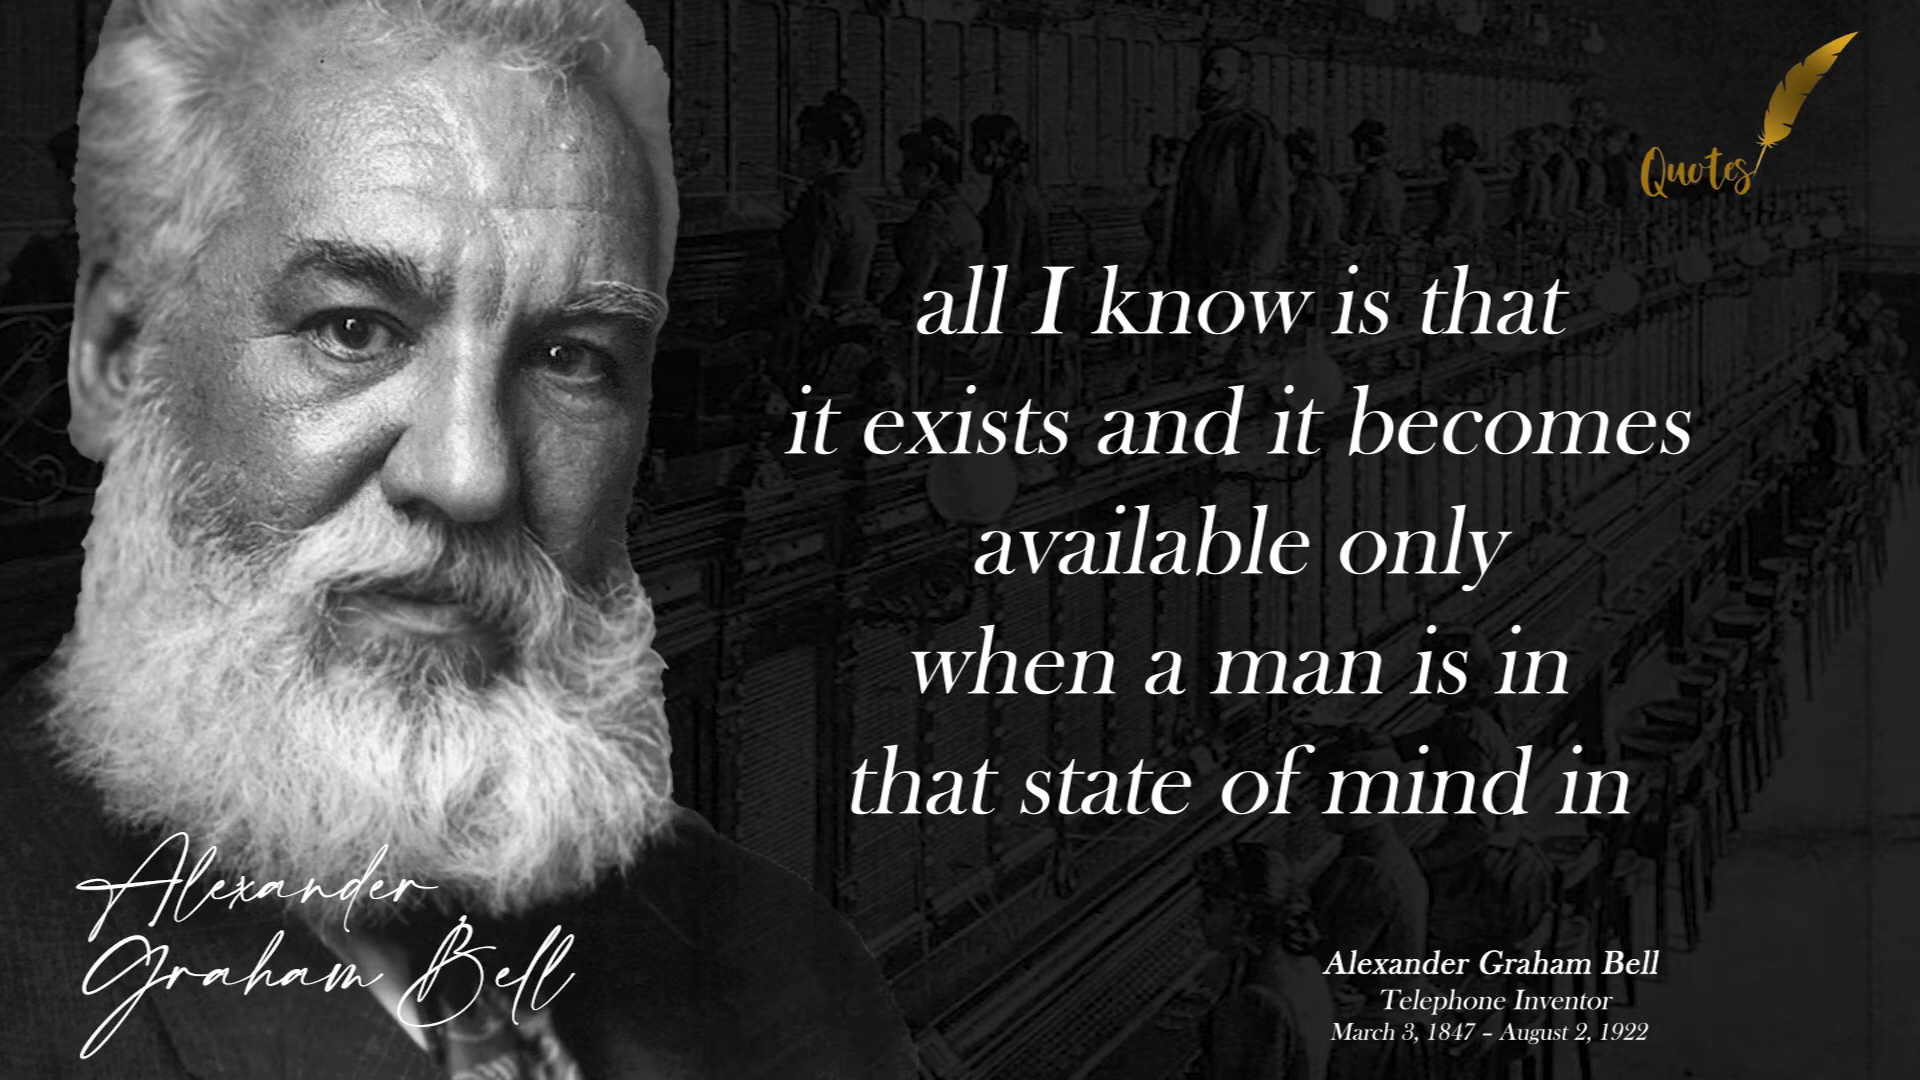 Quotes
all I know is that
it exists and it becomes
available only
when a man is in
that state of mind in
Alexander
Graham Bell
Alexander Graham Bell
Telephone Inventor
March 3, 1847 – August 2, 1922